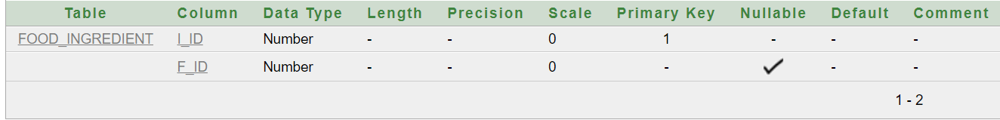 Table Column Data Type Length Precision Scale Primary Key Nullable Default Comment
FOOD_INGREDIENT I_ID Number - - 0 1 - - -
F_ID Number - - 0 - ✓ - -
1 - 2